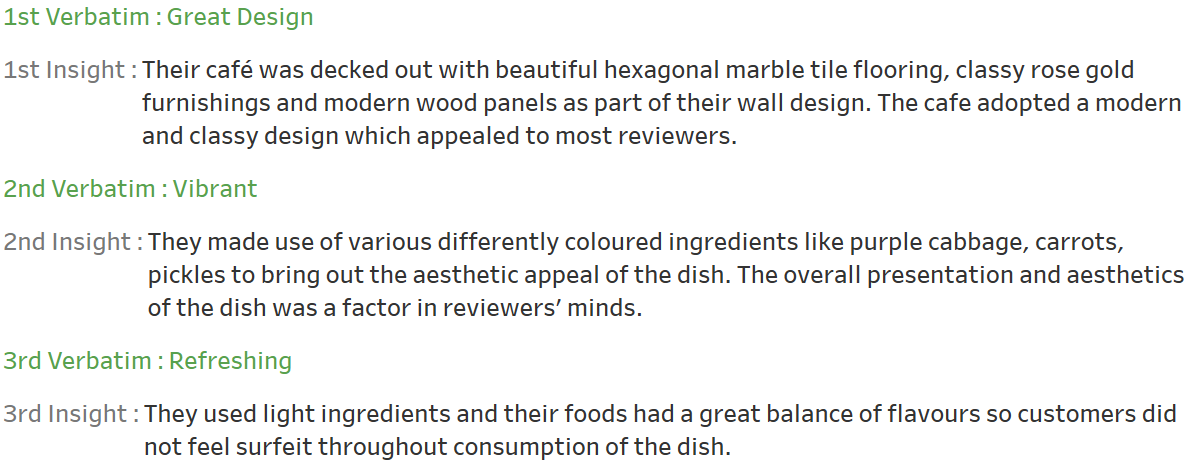 1st Verbatim : Great Design
1st Insight : Their café was decked out with beautiful hexagonal marble tile flooring, classy rose gold
furnishings and modern wood panels as part of their wall design. The cafe adopted a modern
and classy design which appealed to most reviewers.
2nd Verbatim : Vibrant
2nd Insight : They made use of various differently coloured ingredients like purple cabbage, carrots,
pickles to bring out the aesthetic appeal of the dish. The overall presentation and aesthetics
of the dish was a factor in reviewers’ minds.
3rd Verbatim : Refreshing
3rd Insight : They used light ingredients and their foods had a great balance of flavours so customers did
not feel surfeit throughout consumption of the dish.